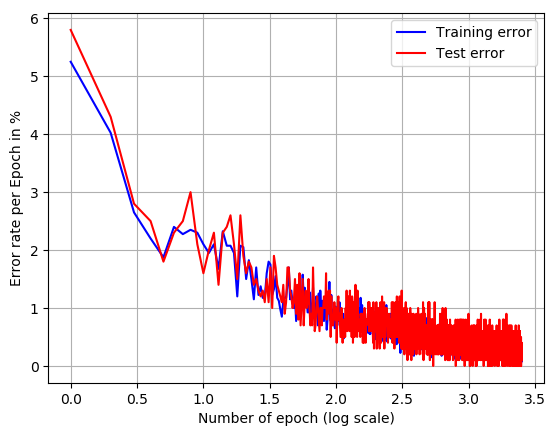 Training error
Test error
6
5
4
3
2
1
0
Error rate per Epoch in %
0.0 0.5 1.0 1.5 2.0 2.5 3.0 3.5
Number of epoch (log scale)